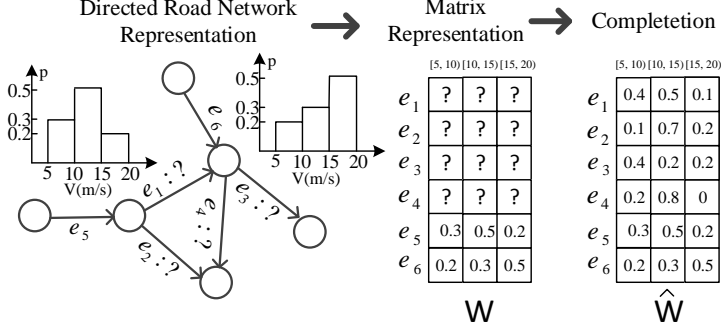 Directed Road Network
Representation
Matrix
Representation
Completetion
p
0.5
0.3
0.2
5 10 15 20
V(m/s)
p
0.5
0.3
0.2
5 10 15 20
V(m/s)
e6
e1:?
e3:?
e4:?
e2:?
e5
[5, 10) [10, 15) [15, 20)
e1 ? ? ?
e2 ? ? ?
e3 ? ? ?
e4 ? ? ?
e5 0.3 0.5 0.2
e6 0.2 0.3 0.5
W
[5, 10) [10, 15) [15, 20)
e1 0.4 0.5 0.1
e2 0.1 0.7 0.2
e3 0.4 0.2 0.2
e4 0.2 0.8 0
e5 0.3 0.5 0.2
e6 0.2 0.3 0.5
Ŵ